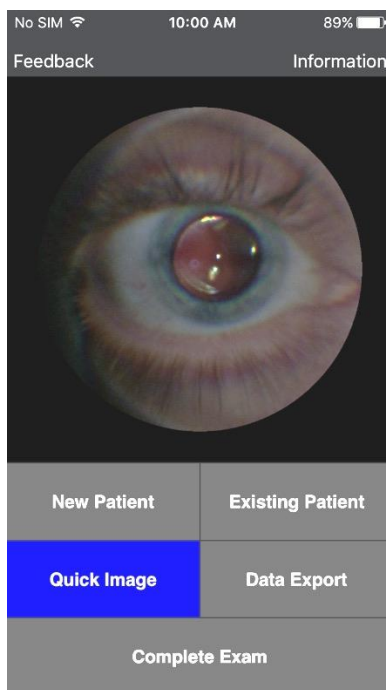 No SIM 10:00 AM 89%
Feedback Information
New Patient Existing Patient
Quick Image Data Export
Complete Exam